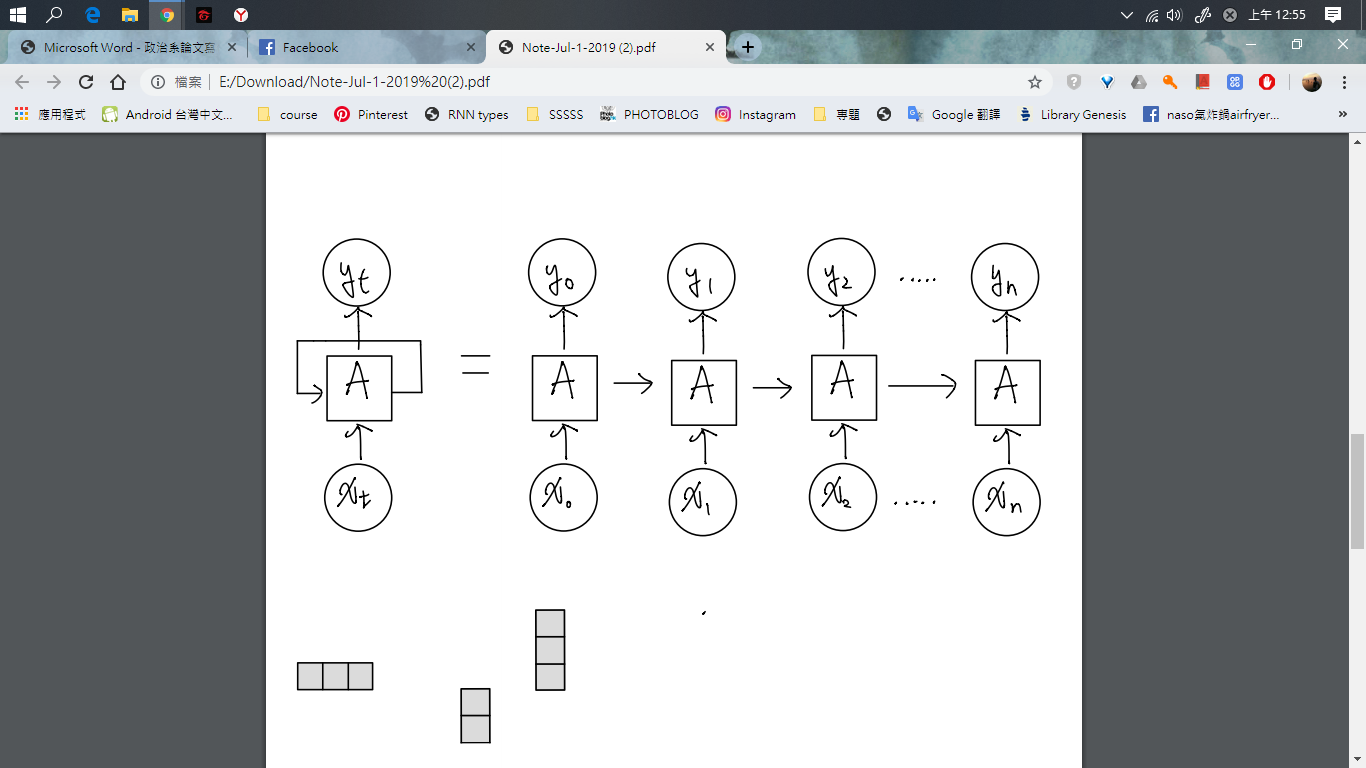 上午 12:55
Microsoft Word - 政治系論文寫
Facebook
Note-Jul-1-2019 (2).pdf
檔案 E:/Download/Note-Jul-1-2019%20(2).pdf
應用程式 Android 台灣中文... course Pinterest RNN types SSSSS PHOTOBLOG Instagram 專題 Google 翻譯 Library Genesis naso氣炸鍋airfryer... »
yt y0 y1 y2 ..... yn
A = A A A A
xt x0 x1 x2 ..... xn